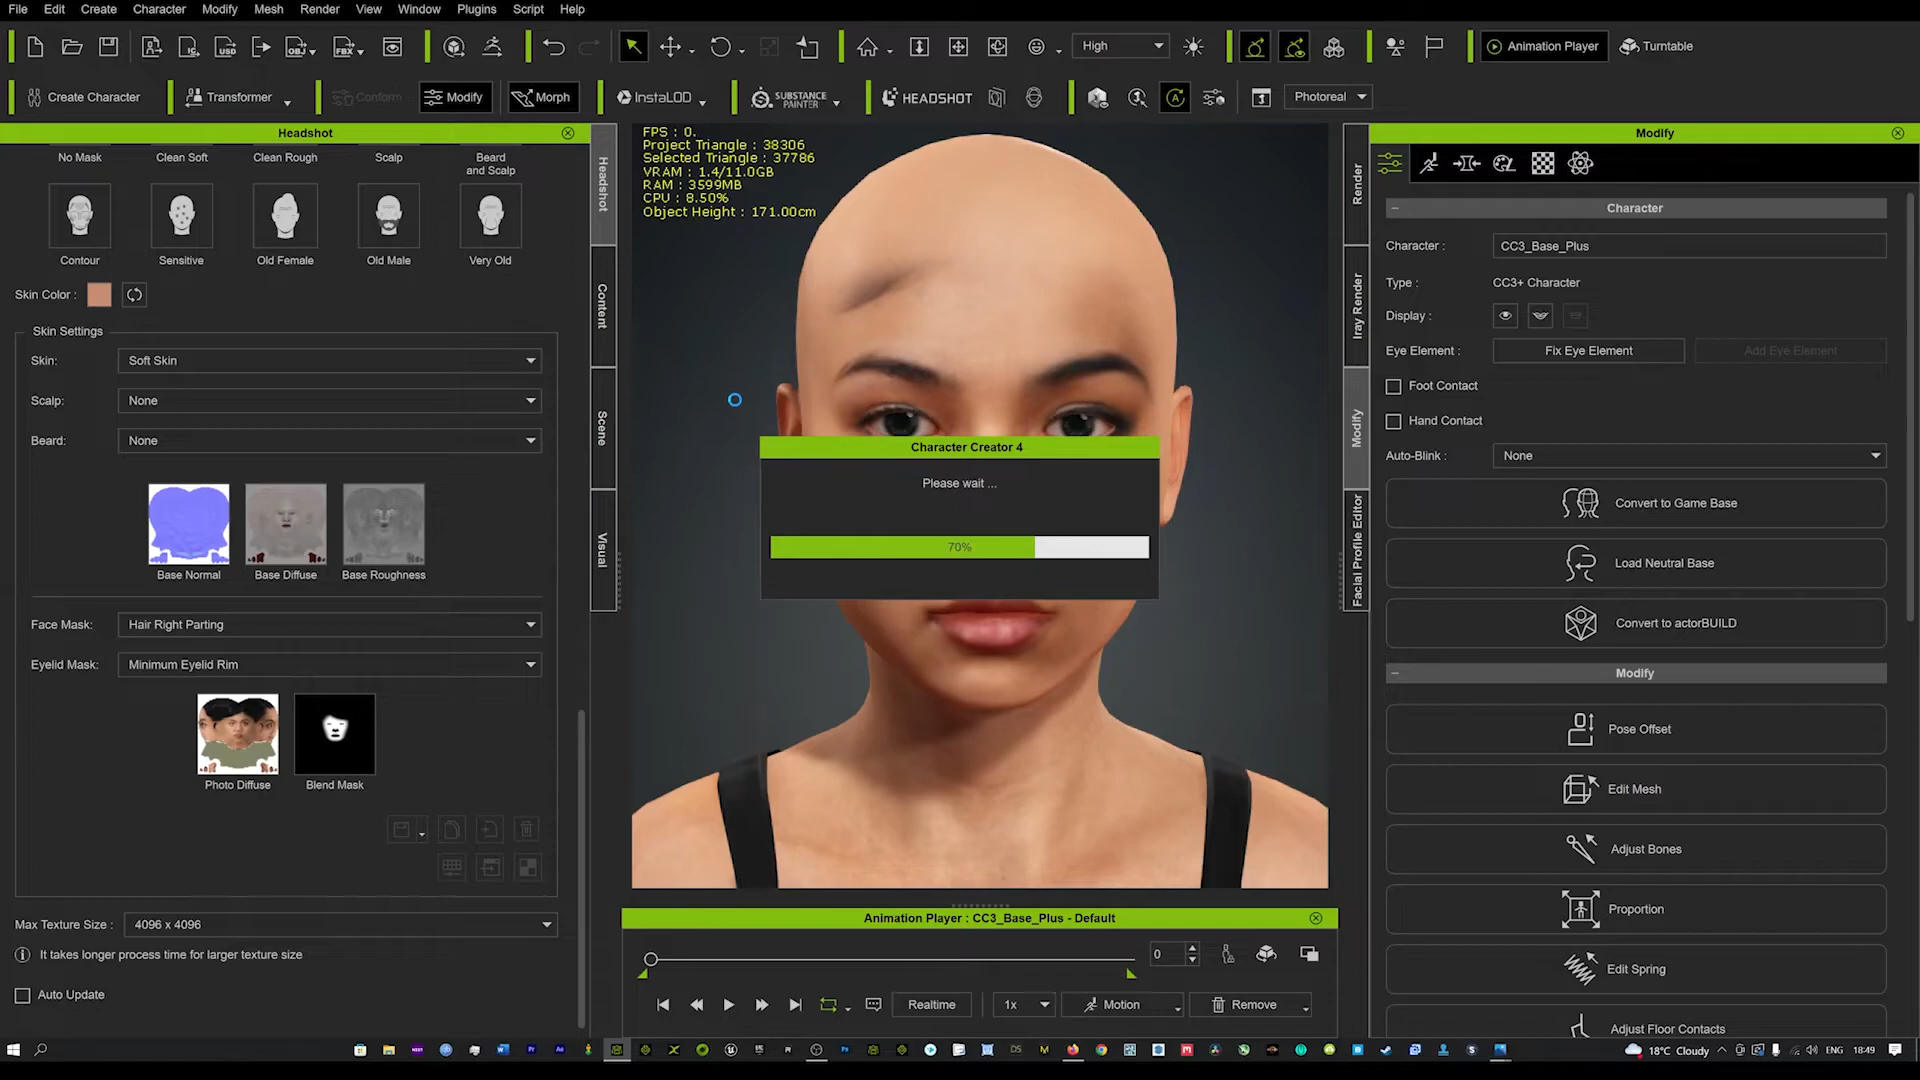 File Edit Create Character Modify Mesh Render View Window Plugins Script Help
High
Animation Player
Turntable
Create Character
Transformer
Conform
Modify
Morph
InstaLOD
SUBSTANCE PAINTER
HEADSHOT
Photoreal
Headshot
No Mask
Clean Soft
Clean Rough
Scalp
Beard and Scalp
Contour
Sensitive
Old Female
Old Male
Very Old
Skin Color :
Skin Settings
Skin: Soft Skin
Scalp: None
Beard: None
Base Normal
Base Diffuse
Base Roughness
Face Mask: Hair Right Parting
Eyelid Mask: Minimum Eyelid Rim
Photo Diffuse
Blend Mask
Max Texture Size : 4096 x 4096
It takes longer process time for larger texture size
Auto Update
Headshot
Content
Scene
Visual
FPS : 0.
Project Triangle : 38306
Selected Triangle : 37786
VRAM : 1.4/11.0GB
RAM : 3599MB
CPU : 8.50%
Object Height : 171.00cm
Character Creator 4
Please wait ...
70%
Animation Player : CC3_Base_Plus - Default
0
Realtime
1x
Motion
Remove
Render
Iray Render
Modify
Facial Profile Editor
Modify
Character
Character : CC3_Base_Plus
Type : CC3+ Character
Display :
Eye Element : Fix Eye Element Add Eye Element
Foot Contact
Hand Contact
Auto-Blink : None
Convert to Game Base
Load Neutral Base
Convert to actorBUILD
Modify
Pose Offset
Edit Mesh
Adjust Bones
Proportion
Edit Spring
Adjust Floor Contacts
18°C Cloudy
ENG
18:49